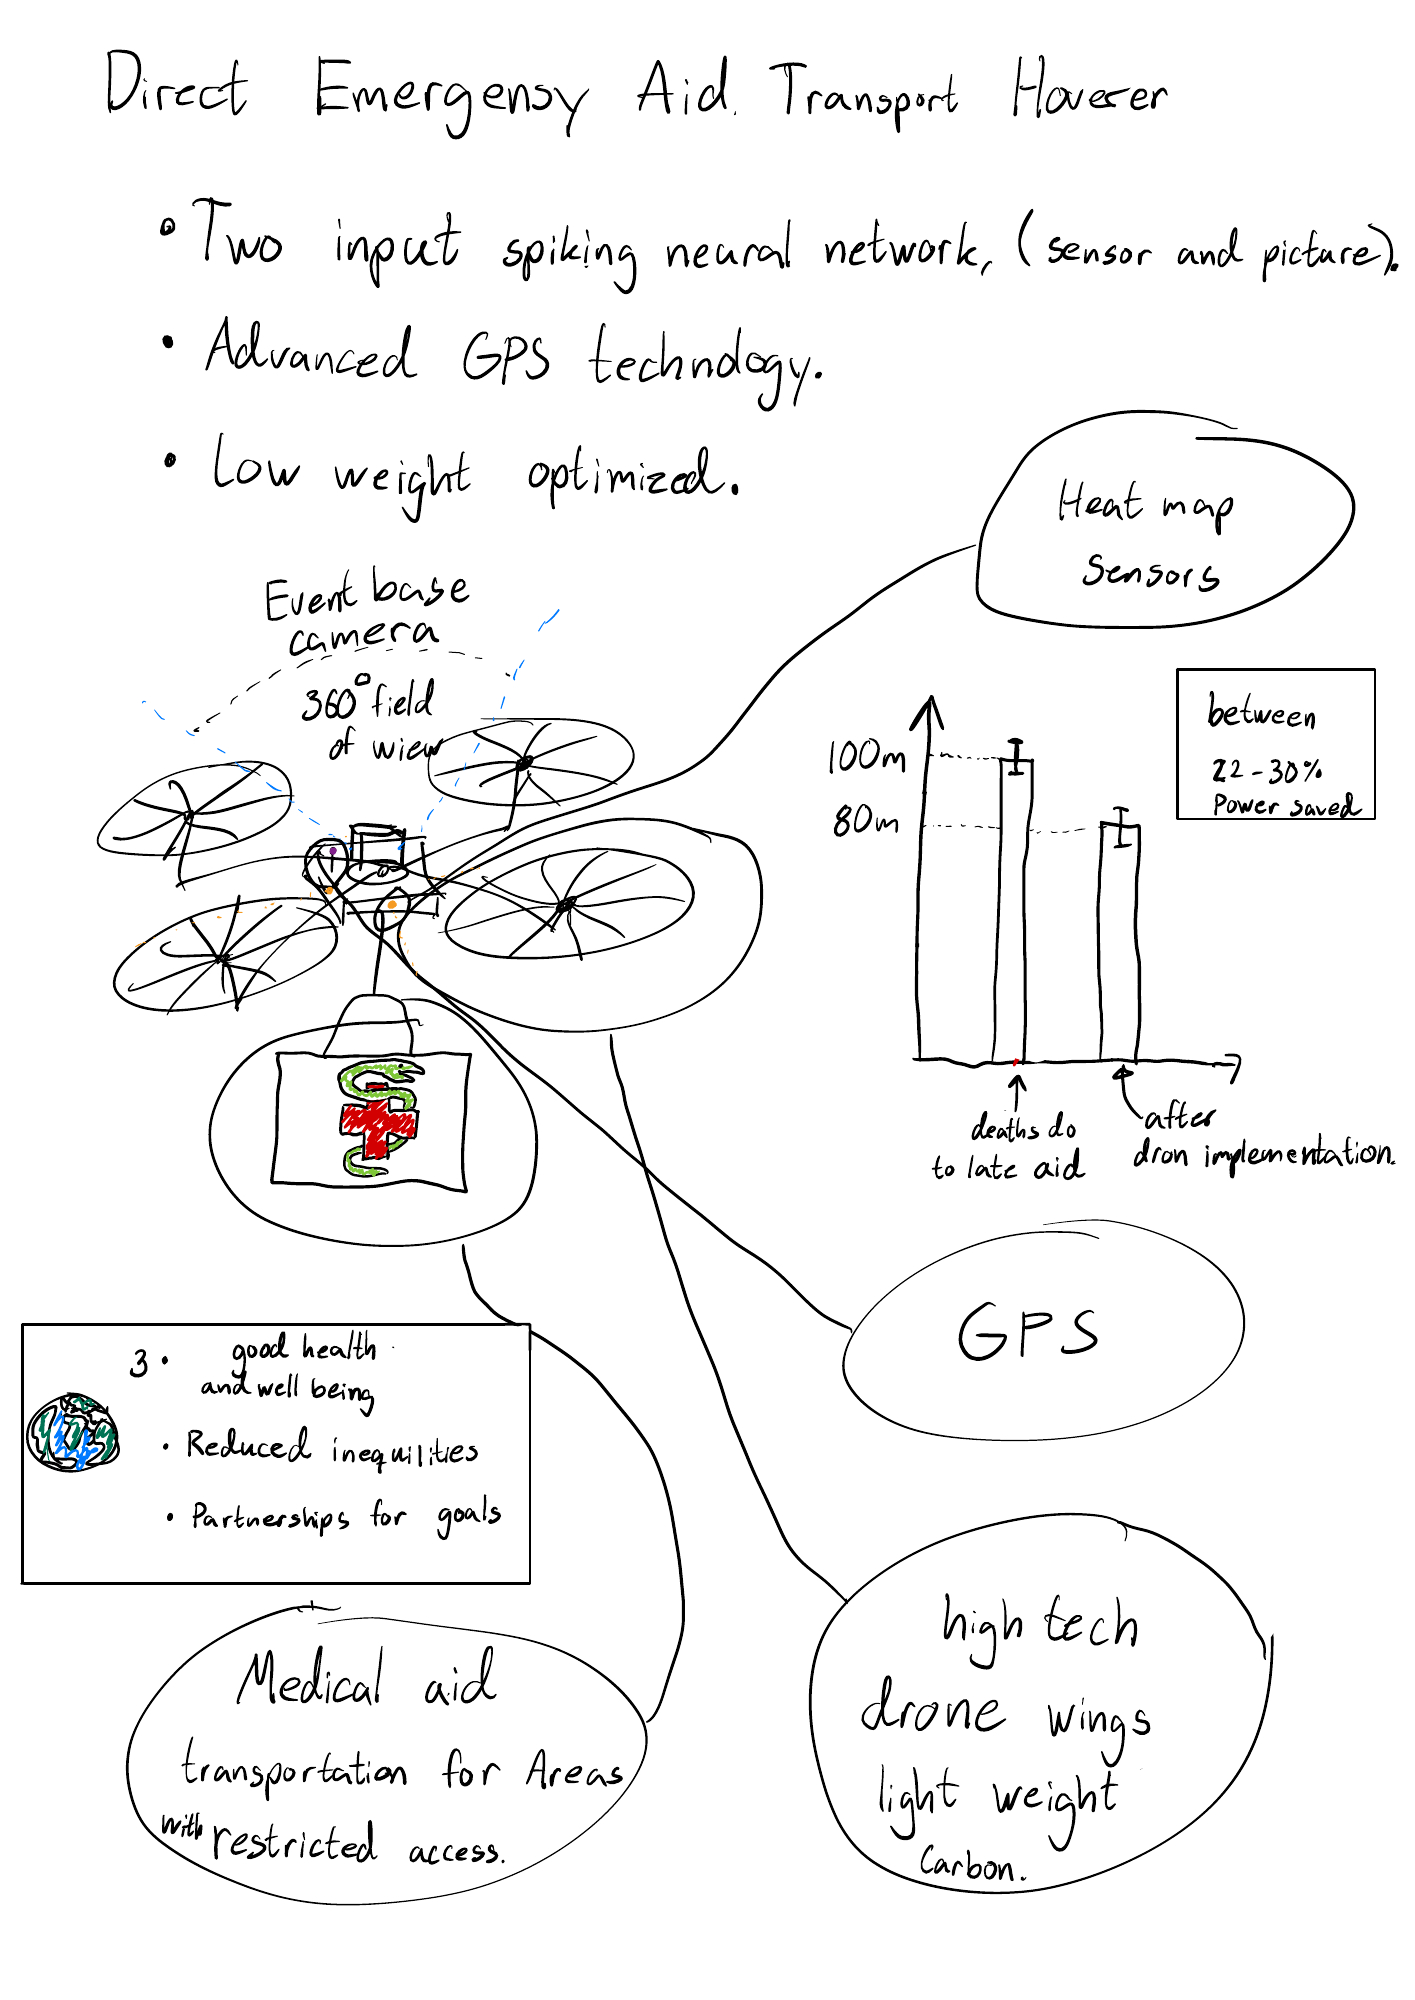 Direct Emergensy Aid. Transport Hoverer
• Two input spiking neural network, (sensor and picture).
• Advanced GPS technology.
• Low weight optimized.
Heat map
Sensors
Event base
camera
360° field
of wiew
between
22-30%
Power saved
100m
80m
deaths do
to late aid
after
dron implementation.
GPS
3 • good health
and well being
• Reduced inequilities
• Partnerships for goals
Medical aid
transportation for Areas
with restricted access.
high tech
drone wings
light weight
Carbon.